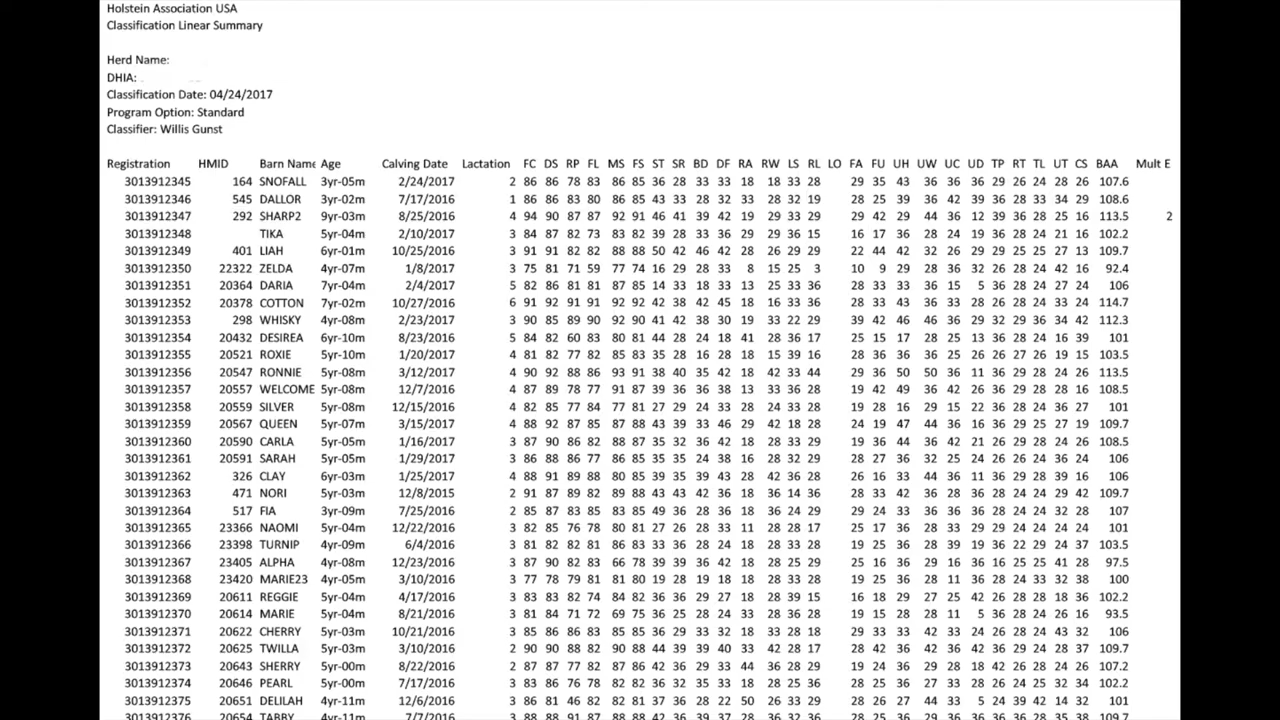 Holstein Association USA
Classification Linear Summary
Herd Name:
DHIA:
Classification Date: 04/24/2017
Program Option: Standard
Classifier: Willis Gunst
Registration HMID Barn Name Age Calving Date Lactation FC DS RP FL MS FS ST SR BD DF RA RW LS RL LO FA FU UH UW UC UD TP RT TL UT CS BAA Mult E
3013912345 164 SNOFALL 3yr-05m 2/24/2017 2 86 86 78 83 86 85 36 28 33 33 18 18 33 28 29 35 43 36 36 36 29 26 24 28 26 107.6
3013912346 545 DALLOR 3yr-02m 7/17/2016 1 86 86 83 80 86 85 43 33 28 32 33 28 32 19 28 25 39 36 42 39 36 28 33 34 29 108.6
3013912347 292 SHARP2 9yr-03m 8/25/2016 4 94 90 87 87 92 91 46 41 39 42 19 29 33 29 29 42 29 44 36 12 39 36 28 25 16 113.5 2
3013912348 TIKA 5yr-04m 2/10/2017 3 84 87 82 73 83 82 39 28 33 36 29 29 36 15 16 17 36 28 24 19 36 28 24 21 16 102.2
3013912349 401 LIAH 6yr-01m 10/25/2016 3 91 91 82 82 88 88 50 42 46 42 28 26 29 29 22 44 42 32 26 29 29 25 25 27 13 109.7
3013912350 22322 ZELDA 4yr-07m 1/8/2017 3 75 81 71 59 77 74 16 29 28 33 8 15 25 3 10 9 29 28 36 32 26 28 24 42 16 92.4
3013912351 20364 DARIA 7yr-04m 2/4/2017 5 82 86 81 81 87 85 14 33 18 33 13 25 33 36 28 33 33 36 15 5 36 28 24 27 24 106
3013912352 20378 COTTON 7yr-02m 10/27/2016 6 91 92 91 91 92 92 42 38 42 45 18 16 33 36 28 33 43 36 33 28 26 28 24 33 24 114.7
3013912353 298 WHISKY 4yr-08m 2/23/2017 3 90 85 89 90 92 90 41 42 38 30 19 33 22 29 39 42 46 46 36 29 32 29 36 34 42 112.3
3013912354 20432 DESIREA 6yr-10m 8/23/2016 5 84 82 60 83 80 81 44 28 24 18 41 28 36 17 25 15 17 28 25 13 36 28 24 16 39 101
3013912355 20521 ROXIE 5yr-10m 1/20/2017 4 81 82 77 82 85 83 35 28 16 28 18 15 39 16 28 36 36 36 25 26 27 26 19 15 103.5
3013912356 20547 RONNIE 5yr-08m 3/12/2017 4 90 92 88 86 93 91 38 40 35 42 18 42 33 44 29 36 50 50 36 11 36 28 24 26 24 113.5
3013912357 20557 WELCOME 5yr-08m 12/7/2016 4 87 89 78 77 91 87 39 36 36 38 13 33 36 28 19 42 49 36 42 26 36 28 28 28 16 108.5
3013912358 20559 SILVER 5yr-08m 12/15/2016 4 82 85 77 84 77 81 27 29 24 33 28 24 33 28 19 28 16 29 15 22 36 28 24 36 27 101
3013912359 20567 QUEEN 5yr-07m 3/15/2017 4 88 92 87 85 87 88 43 39 33 46 29 42 18 28 24 19 47 44 36 16 36 29 25 27 19 109.7
3013912360 20590 CARLA 5yr-05m 1/16/2017 3 87 90 86 82 88 87 35 32 36 42 18 28 33 29 19 36 44 36 42 21 26 29 28 24 26 108.5
3013912361 20591 SARAH 5yr-05m 1/29/2017 3 86 88 86 77 86 85 35 28 24 38 16 28 33 28 28 27 36 32 25 24 26 26 24 36 24 106
3013912362 326 CLAY 6yr-03m 1/25/2017 4 88 91 89 88 80 85 39 35 39 43 28 42 36 28 26 16 33 44 36 11 36 28 28 39 16 106
3013912363 471 NORI 5yr-03m 12/8/2015 2 91 87 89 82 89 88 43 43 42 36 18 36 14 36 28 33 42 36 28 36 28 24 24 29 42 109.7
3013912364 517 FIA 3yr-09m 7/25/2016 2 85 87 83 85 83 85 49 36 28 36 18 36 24 29 29 24 33 36 36 36 28 24 24 32 28 107
3013912365 23366 NAOMI 5yr-04m 12/22/2016 3 82 85 76 78 80 81 27 26 28 33 11 28 28 17 25 17 36 28 33 29 29 24 24 28 24 101
3013912366 23398 TURNIP 4yr-09m 6/4/2016 3 81 82 82 81 86 83 33 36 28 24 18 28 33 28 19 25 36 28 39 19 36 22 29 24 37 103.5
3013912367 23405 ALPHA 4yr-08m 12/23/2016 3 87 90 82 83 66 78 39 39 36 42 18 28 25 29 25 16 36 29 16 36 16 25 25 41 28 97.5
3013912368 23420 MARIE23 4yr-05m 3/10/2016 3 77 78 79 81 81 80 19 28 19 18 18 28 33 28 19 25 36 28 11 36 28 24 33 32 38 100
3013912369 20611 REGGIE 5yr-04m 4/17/2016 3 83 83 82 74 84 82 36 36 29 27 18 28 39 15 16 18 29 27 25 42 26 28 28 18 36 102.2
3013912370 20614 MARIE 5yr-04m 8/21/2016 3 81 84 71 72 69 75 36 25 28 24 33 28 36 28 19 15 28 28 11 5 36 28 24 26 16 93.5
3013912371 20622 CHERRY 5yr-03m 10/21/2016 3 85 86 86 83 85 85 36 29 33 32 18 33 28 18 29 33 33 42 33 24 26 28 24 43 32 106
3013912372 20625 TWILLA 5yr-03m 3/10/2016 2 90 90 88 82 90 88 44 39 39 40 33 42 28 17 28 42 36 42 36 42 36 28 24 28 37 109.7
3013912373 20643 SHERRY 5yr-00m 8/22/2016 2 87 87 77 82 87 86 42 36 29 33 44 36 28 29 19 24 36 29 28 18 42 26 24 28 28 107.2
3013912374 20646 PEARL 5yr-00m 7/17/2016 3 83 86 76 78 82 82 36 32 35 33 18 28 25 36 28 28 36 27 33 28 26 28 24 32 34 102.2
3013912375 20651 DELILAH 4yr-11m 12/6/2016 3 86 81 46 82 82 81 37 36 28 22 50 26 36 28 28 26 27 44 33 5 24 39 42 14 32 101
3013912376 20654 TABBY 4yr-11m 7/7/2016 3 88 88 91 87 88 88 36 28 39 37 28 36 32 36 28 25 36 36 36 24 36 28 24 28 24